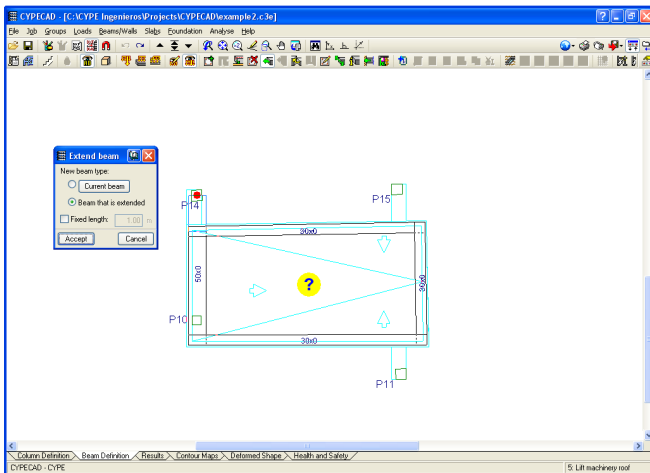 CYPECAD - [C:\CYPE Ingenieros\Projects\CYPECAD\example2.c3e]
File Job Groups Loads Beams/Walls Slabs Foundation Analyse Help
Extend beam
New beam type:
Current beam
Beam that is extended
Fixed length: 1.00 m
Accept Cancel
P14
P15
30x0
50x0
?
30x0
P10
30x0
P11
Column Definition Beam Definition Results Contour Maps Deformed Shape Health and Safety
CYPECAD - CYPE 5: Lift machinery roof